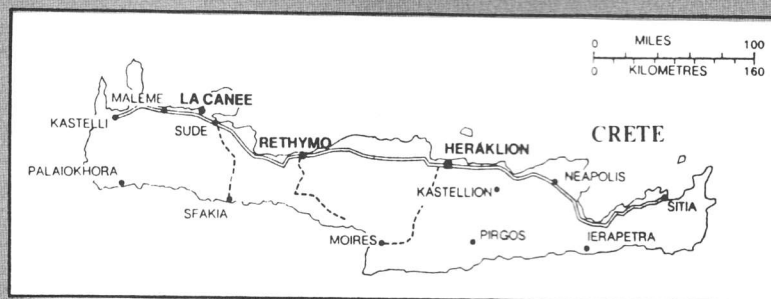 0 MILES 100
0 KILOMETRES 160
MALEME LA CANEE
KASTELLI
SUDE
RETHYMO
HERAKLION
CRETE
PALAIOKHORA
NEAPOLIS
KASTELLION
SFAKIA
SITIA
MOIRES
PIRGOS
IERAPETRA